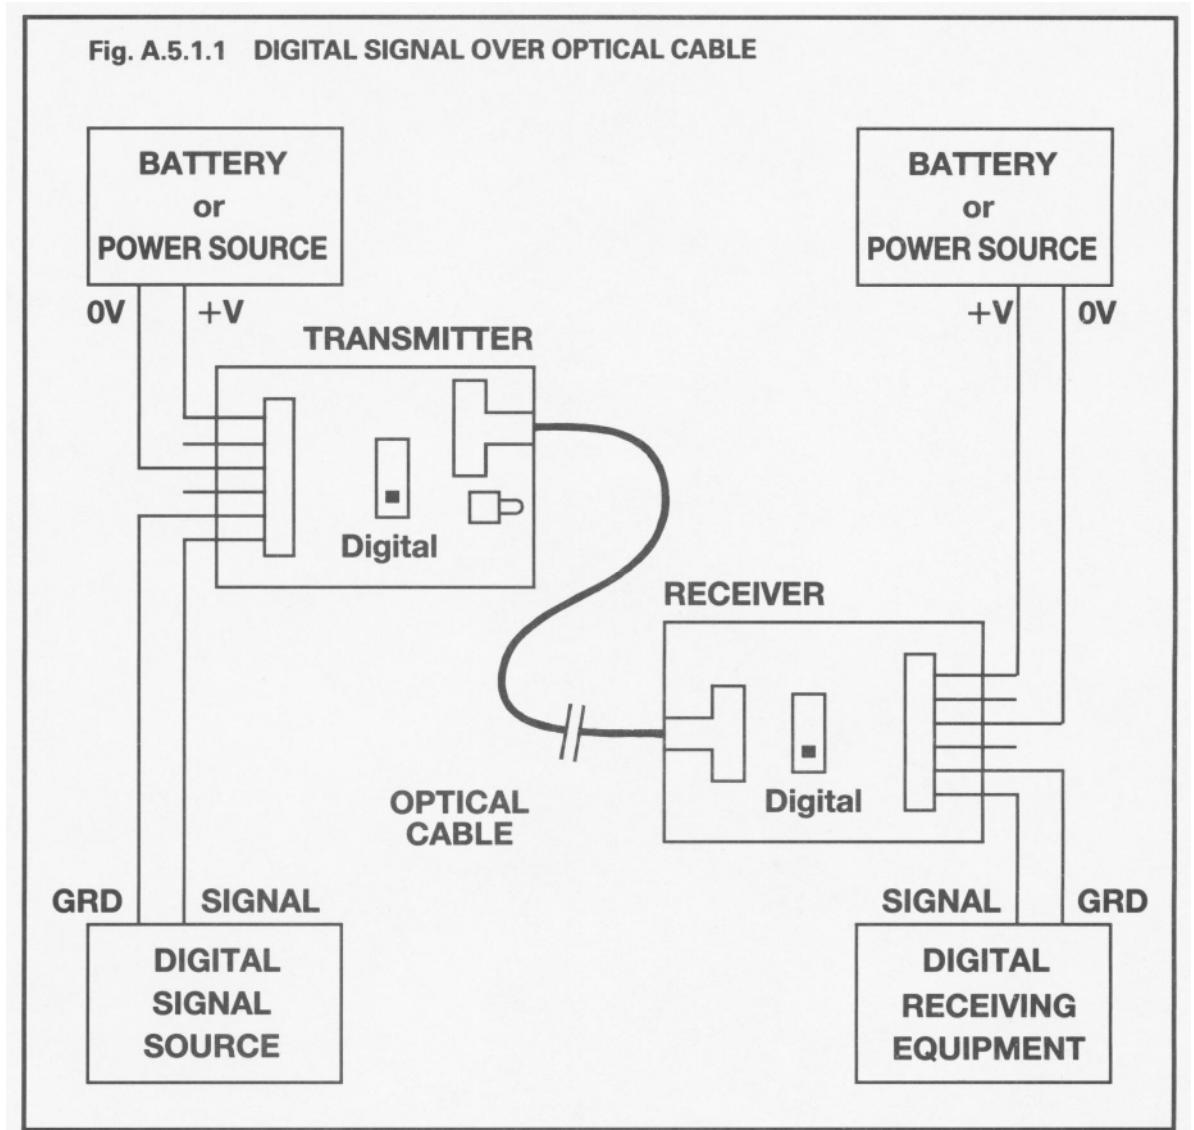 Fig. A.5.1.1 DIGITAL SIGNAL OVER OPTICAL CABLE
BATTERY
or
POWER SOURCE
BATTERY
or
POWER SOURCE
0V
+V
+V
0V
TRANSMITTER
Digital
RECEIVER
Digital
OPTICAL
CABLE
GRD
SIGNAL
SIGNAL
GRD
DIGITAL
SIGNAL
SOURCE
DIGITAL
RECEIVING
EQUIPMENT